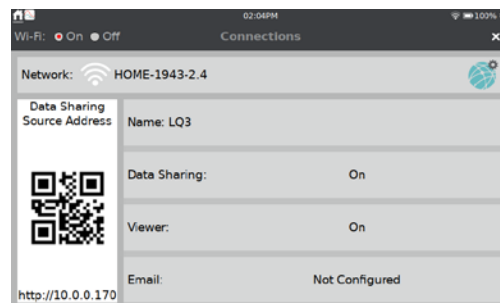 02:04PM
100%
Wi-Fi: On Off
Connections
x
Network: HOME-1943-2.4
Data Sharing
Source Address
Name: LQ3
Data Sharing: On
Viewer: On
Email: Not Configured
http://10.0.0.170